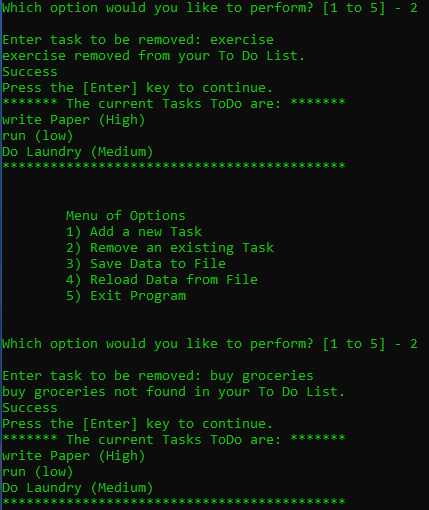 Which option would you like to perform? [1 to 5] - 2
Enter task to be removed: exercise
exercise removed from your To Do List.
Success
Press the [Enter] key to continue.
******* The current Tasks ToDo are: *******
write Paper (High)
run (low)
Do Laundry (Medium)
*******************************************
Menu of Options
1) Add a new Task
2) Remove an existing Task
3) Save Data to File
4) Reload Data from File
5) Exit Program
Which option would you like to perform? [1 to 5] - 2
Enter task to be removed: buy groceries
buy groceries not found in your To Do List.
Success
Press the [Enter] key to continue.
******* The current Tasks ToDo are: *******
write Paper (High)
run (low)
Do Laundry (Medium)
*******************************************